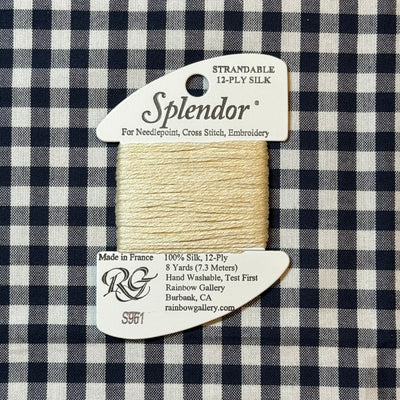 STRANDABLE
12-PLY SILK
Splendor®
For Needlepoint, Cross Stitch, Embroidery
Made in France
RG
S961
100% Silk, 12-Ply
8 Yards (7.3 Meters)
Hand Washable, Test First
Rainbow Gallery
Burbank, CA
rainbowgallery.com